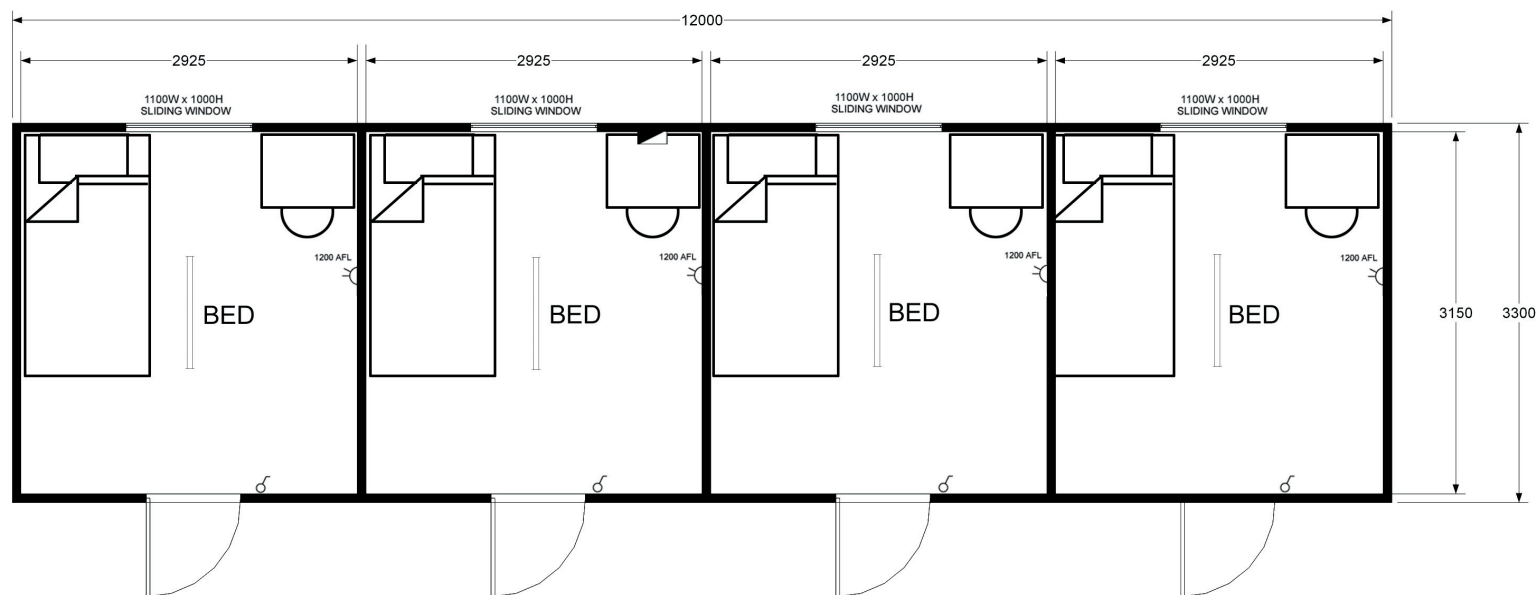 12000
2925
2925
2925
2925
1100W x 1000H
SLIDING WINDOW
1100W x 1000H
SLIDING WINDOW
1100W x 1000H
SLIDING WINDOW
1100W x 1000H
SLIDING WINDOW
1200 AFL
1200 AFL
1200 AFL
1200 AFL
BED
BED
BED
BED
3150
3300